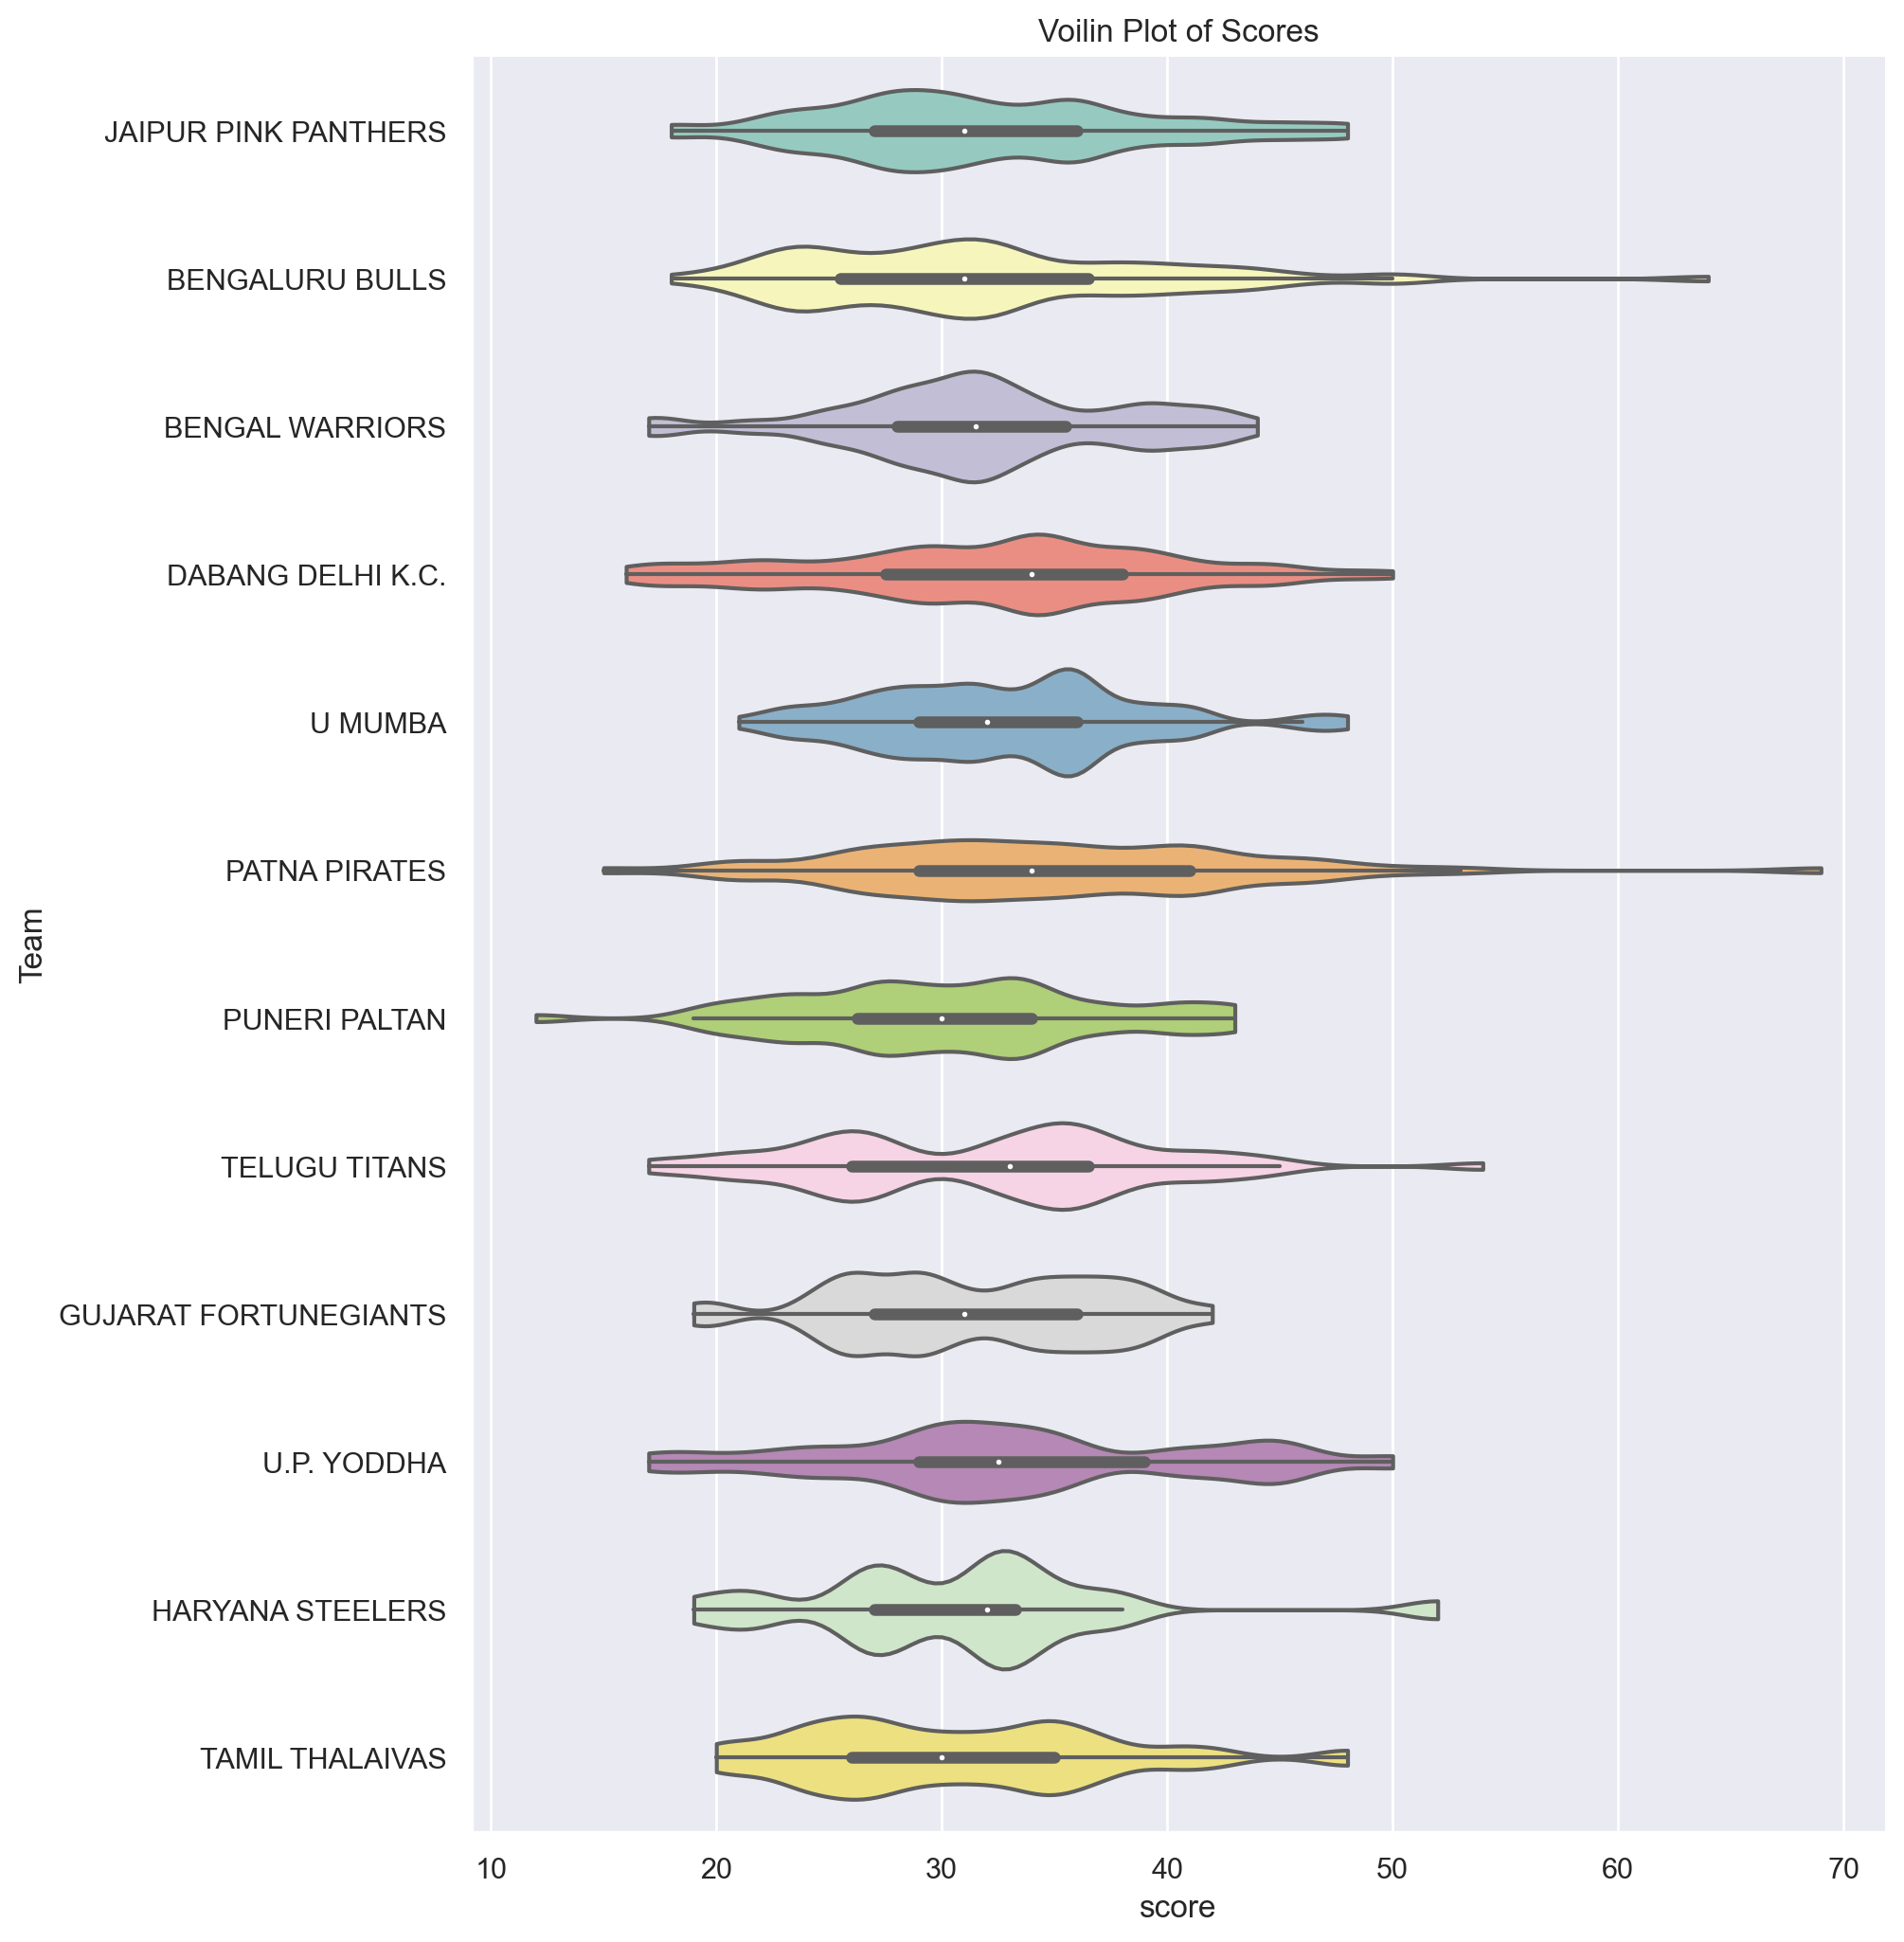 Voilin Plot of Scores
JAIPUR PINK PANTHERS
BENGALURU BULLS
BENGAL WARRIORS
DABANG DELHI K.C.
U MUMBA
PATNA PIRATES
PUNERI PALTAN
TELUGU TITANS
GUJARAT FORTUNEGIANTS
U.P. YODDHA
HARYANA STEELERS
TAMIL THALAIVAS
Team
10 20 30 40 50 60 70
score